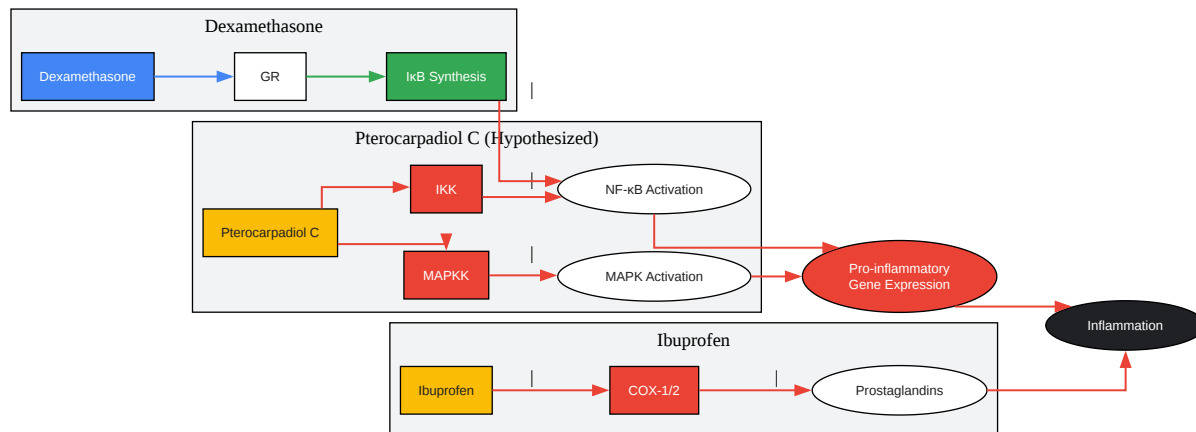 Dexamethasone
Dexamethasone
GR
IκB Synthesis
|
Pterocarpadiol C (Hypothesized)
IKK
|
NF-κB Activation
Pterocarpadiol C
MAPKK
|
MAPK Activation
Pro-inflammatory
Gene Expression
Inflammation
Ibuprofen
Ibuprofen
|
COX-1/2
|
Prostaglandins